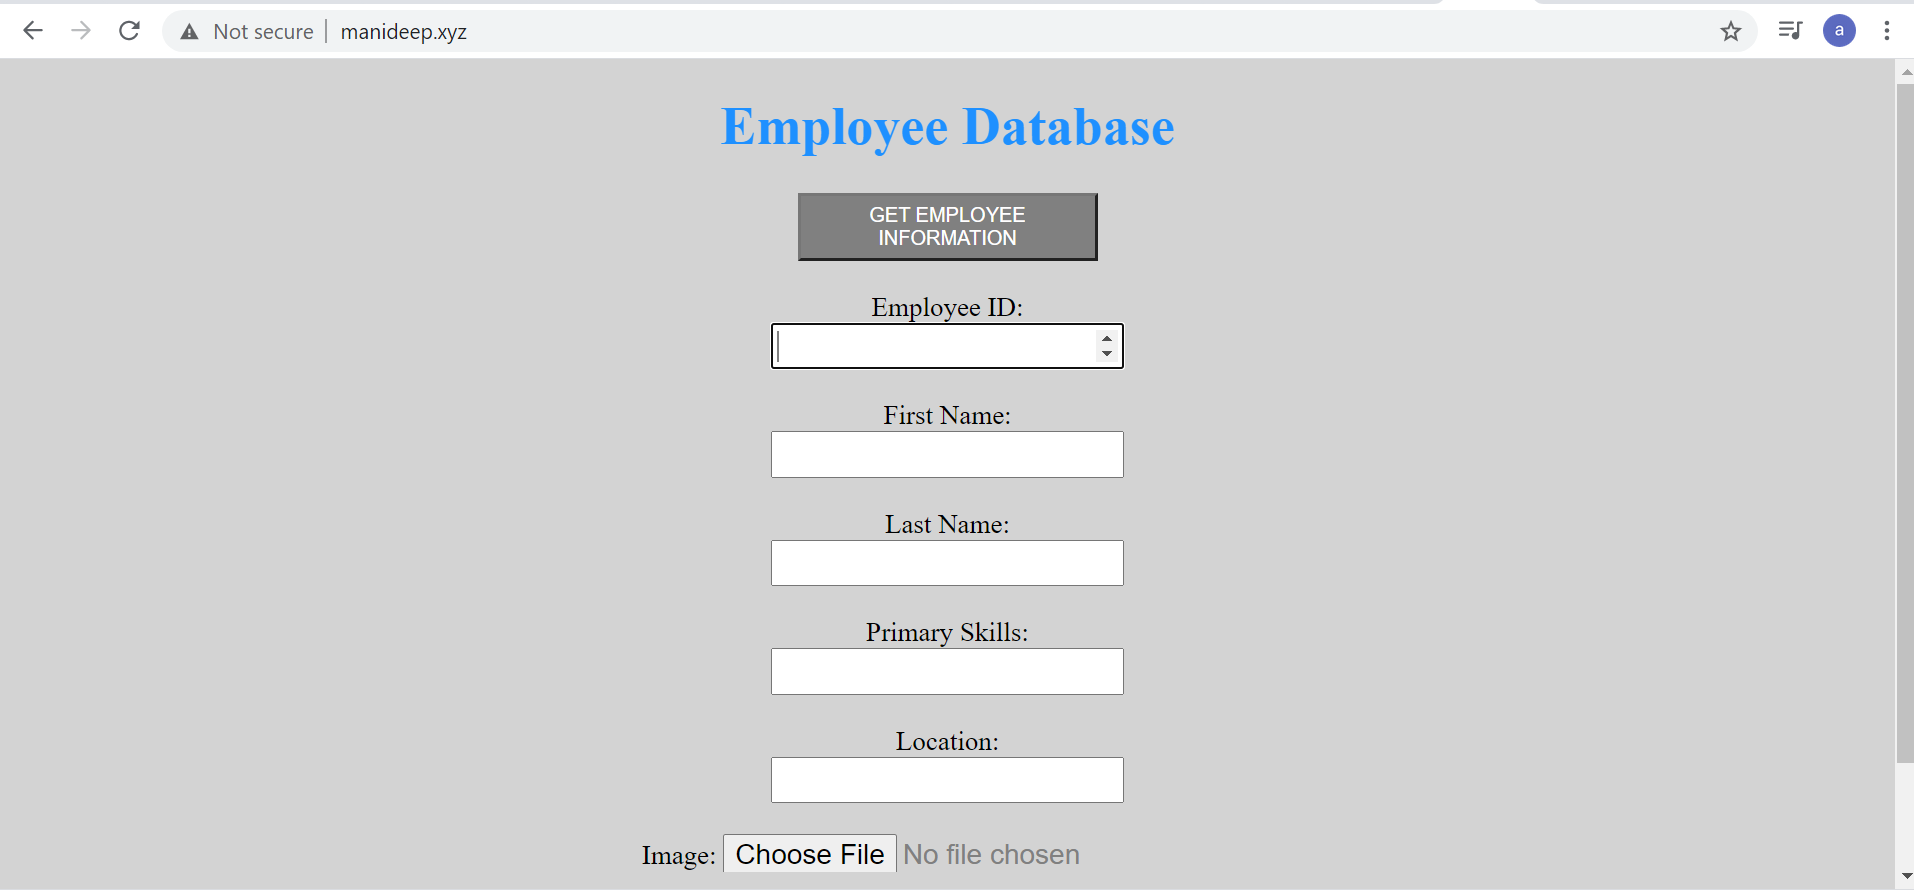 Not secure | manideep.xyz
a
Employee Database
GET EMPLOYEE
INFORMATION
Employee ID:
First Name:
Last Name:
Primary Skills:
Location:
Image: Choose File No file chosen